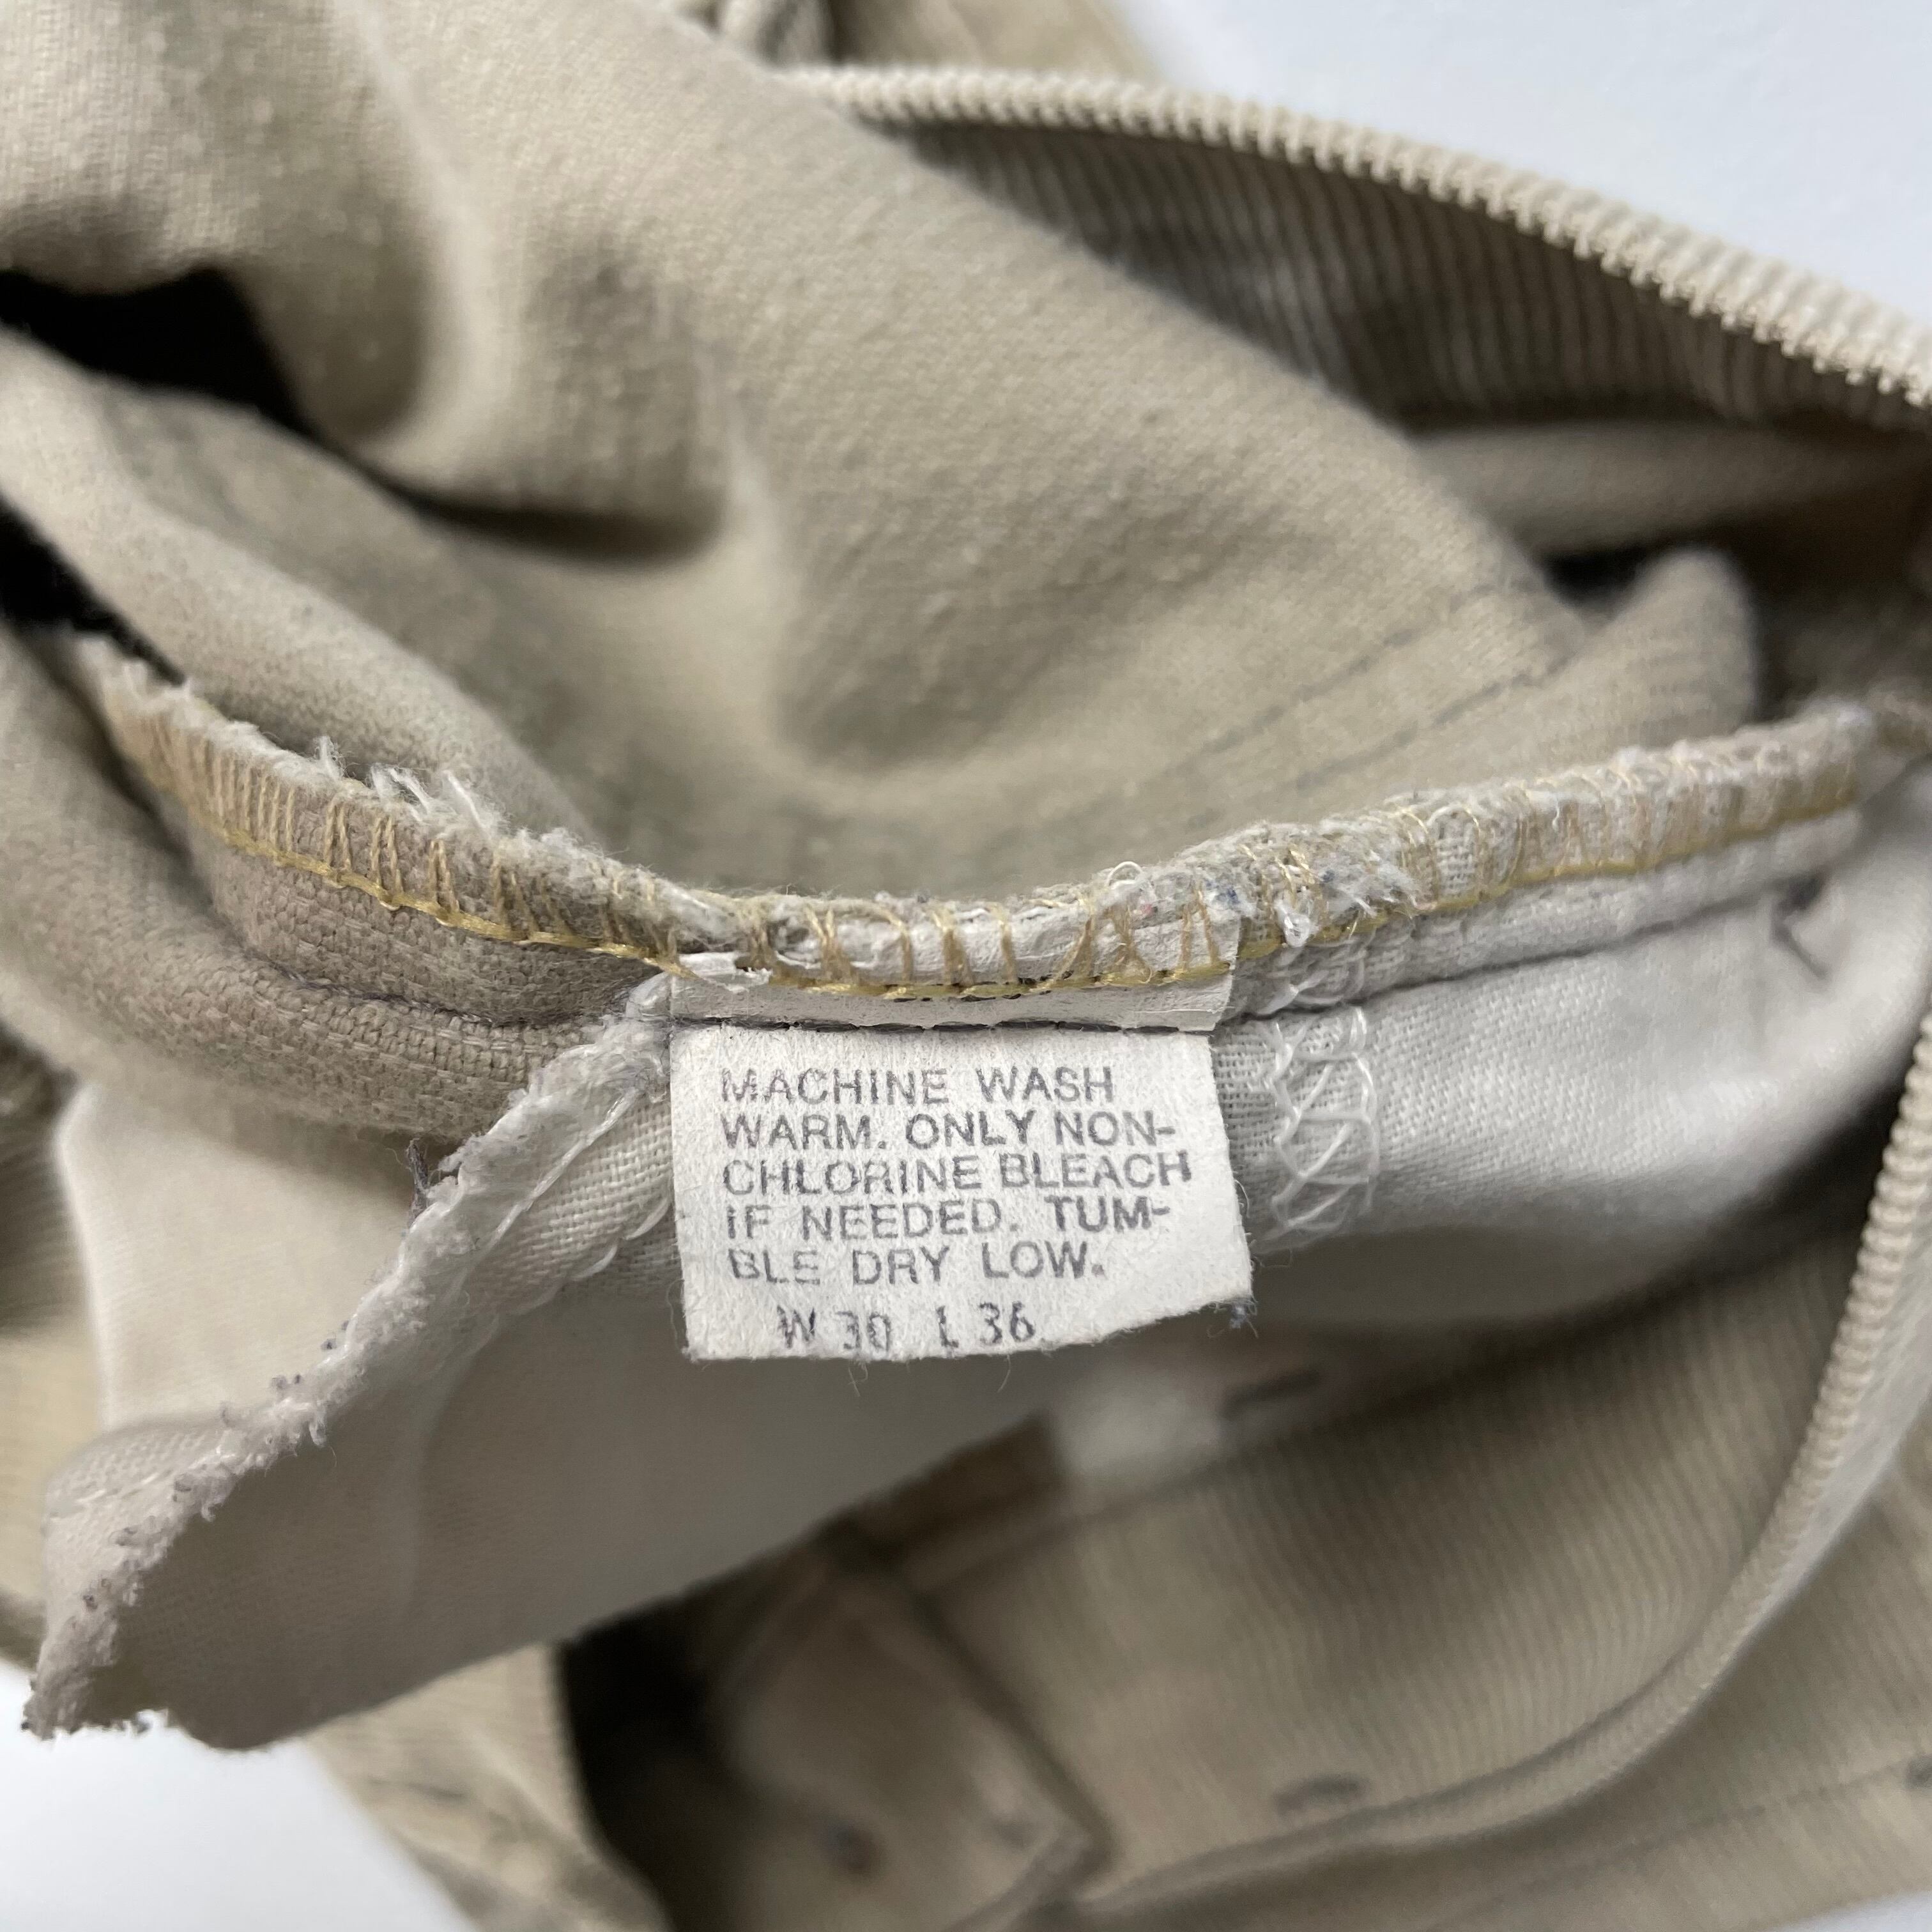 MACHINE WASH
WARM. ONLY NON-
CHLORINE BLEACH
IF NEEDED. TUM-
BLE DRY LOW.
W 30 L 36